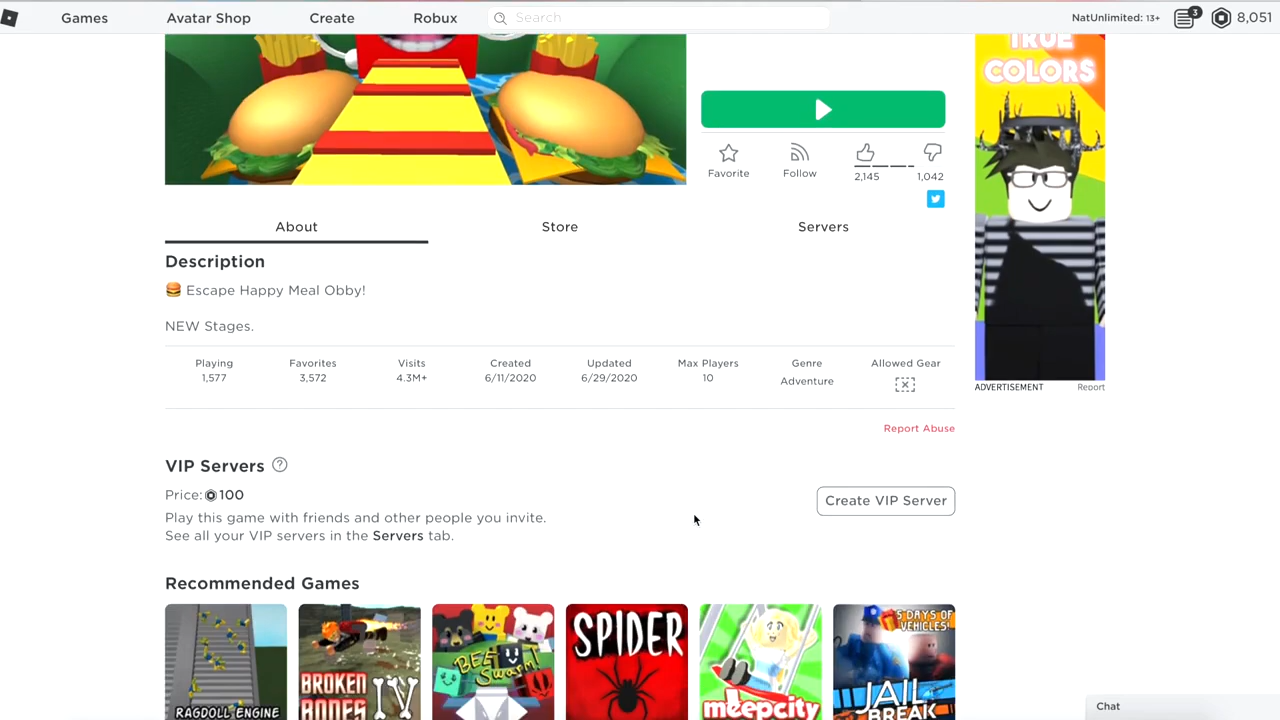 Games Avatar Shop Create Robux Search NatUnlimited: 13+ 3 8,051
TRUE
COLORS
Favorite Follow 2,145 1,042
About Store Servers
Description
🍔 Escape Happy Meal Obby!
NEW Stages.
Playing Favorites Visits Created Updated Max Players Genre Allowed Gear
1,577 3,572 4.3M+ 6/11/2020 6/29/2020 10 Adventure
ADVERTISEMENT Report
Report Abuse
VIP Servers ?
Price: 100
Create VIP Server
Play this game with friends and other people you invite.
See all your VIP servers in the Servers tab.
Recommended Games
RAGDOLL ENGINE
BROKEN
BONES IV
BEE
Swarm!
SPIDER
meepcity
5 DAYS OF
VEHICLES!
JAIL
BREAK
Chat